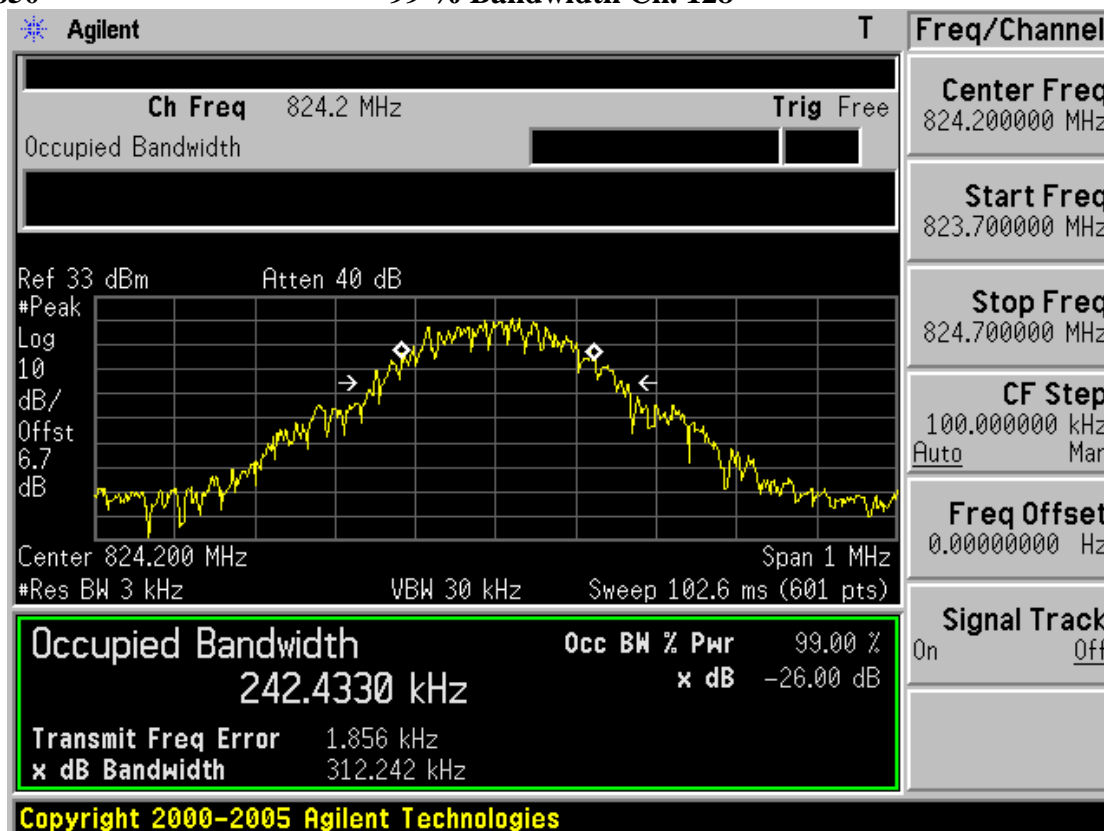 99 % Bandwidth Ch. 128
Agilent T Freq/Channel
Ch Freq 824.2 MHz Trig Free
Occupied Bandwidth
Center Freq
824.200000 MHz
Start Freq
823.700000 MHz
Stop Freq
824.700000 MHz
CF Step
100.000000 kHz
Auto Man
Freq Offset
0.00000000 Hz
Signal Track
On Off
Ref 33 dBm Atten 40 dB
#Peak
Log
10
dB/
Offst
6.7
dB
Center 824.200 MHz Span 1 MHz
#Res BW 3 kHz VBW 30 kHz Sweep 102.6 ms (601 pts)
Occupied Bandwidth Occ BW % Pwr 99.00 %
242.4330 kHz x dB -26.00 dB
Transmit Freq Error 1.856 kHz
x dB Bandwidth 312.242 kHz
Copyright 2000-2005 Agilent Technologies